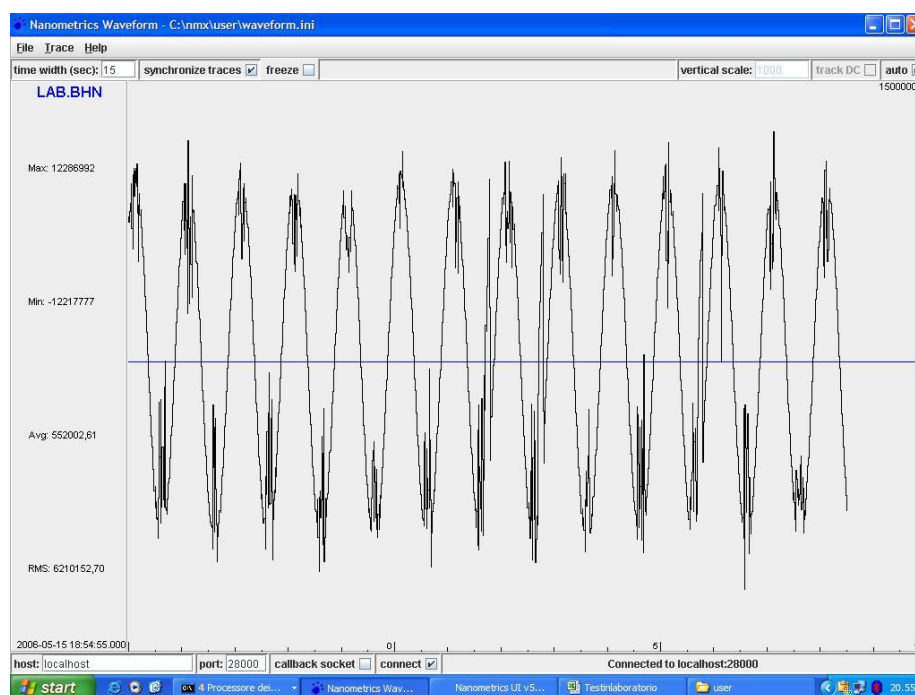 Nanometrics Waveform - C:\nmx\user\waveform.ini
File Trace Help
time width (sec): 15 synchronize traces freeze vertical scale: 1000 track DC auto
LAB.BHN
1500000
Max: 12286992
Min: -12217777
Avg: 552002,61
RMS: 6210152,70
2006-05-15 18:54:55.000 0 5
host: localhost port: 28000 callback socket connect Connected to localhost:28000
start 4 Processore dei... Nanometrics Wav... Nanometrics UI v5... Testinlaboratorio user